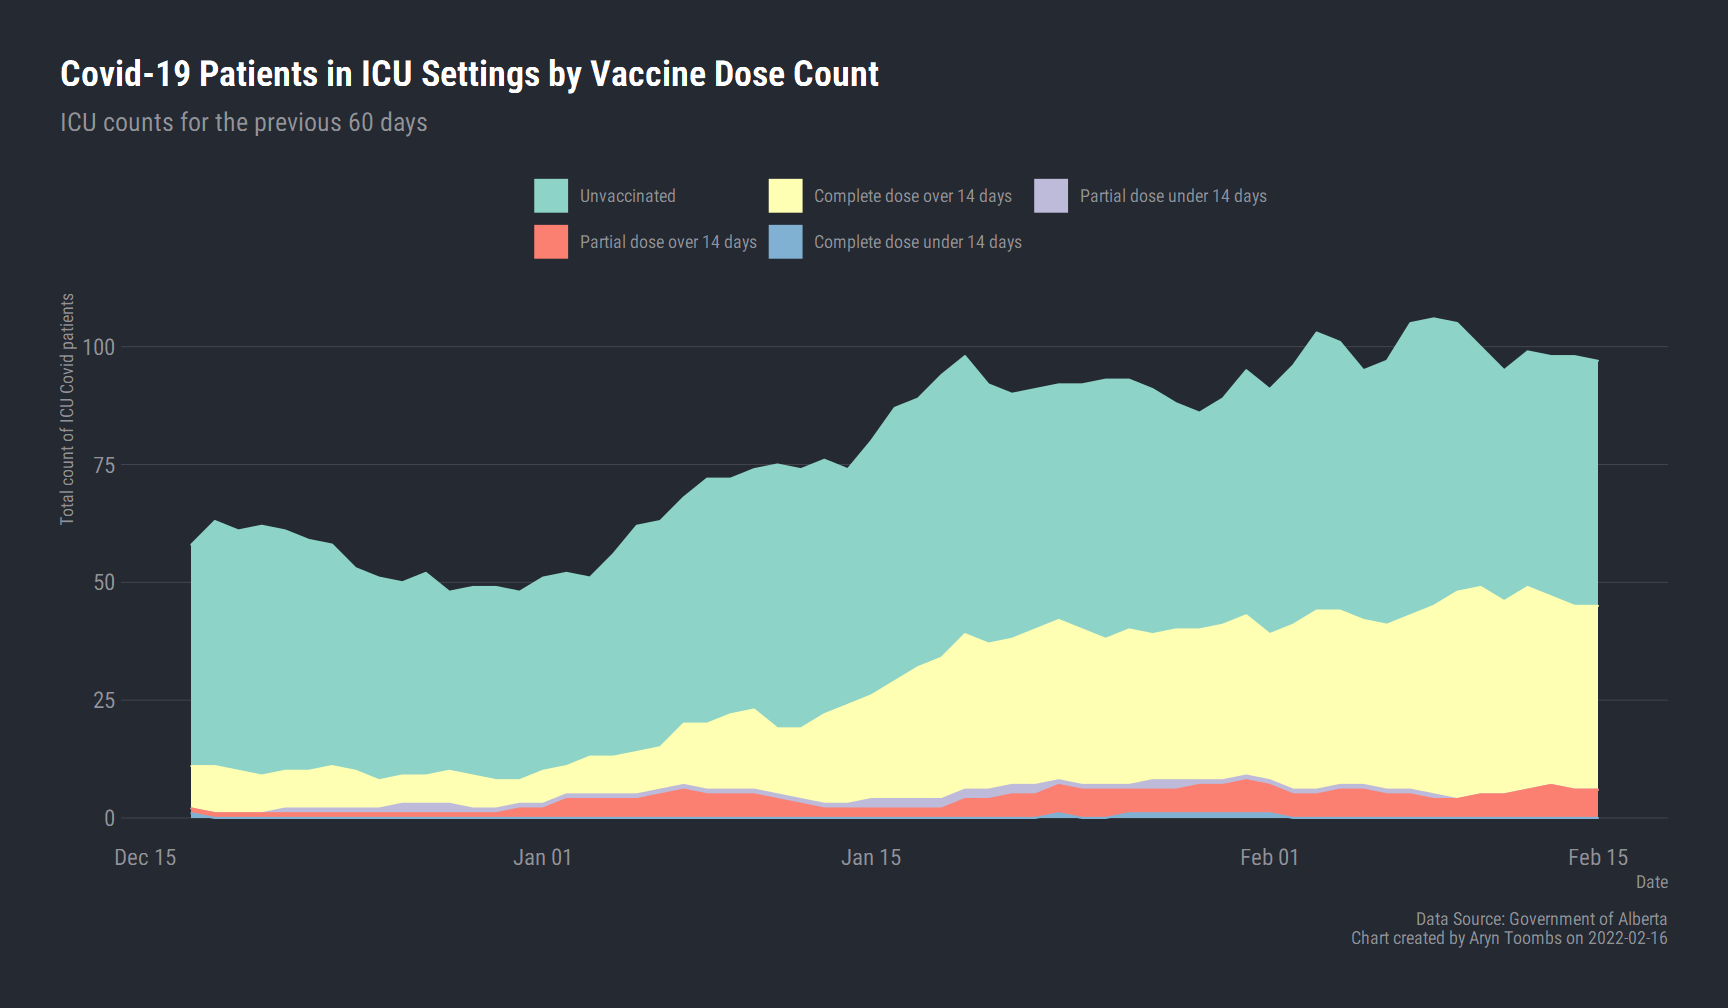 Covid-19 Patients in ICU Settings by Vaccine Dose Count
ICU counts for the previous 60 days
Unvaccinated
Complete dose over 14 days
Partial dose under 14 days
Partial dose over 14 days
Complete dose under 14 days
Total count of ICU Covid patients
100
75
50
25
0
Dec 15
Jan 01
Jan 15
Feb 01
Feb 15
Date
Data Source: Government of Alberta
Chart created by Aryn Toombs on 2022-02-16